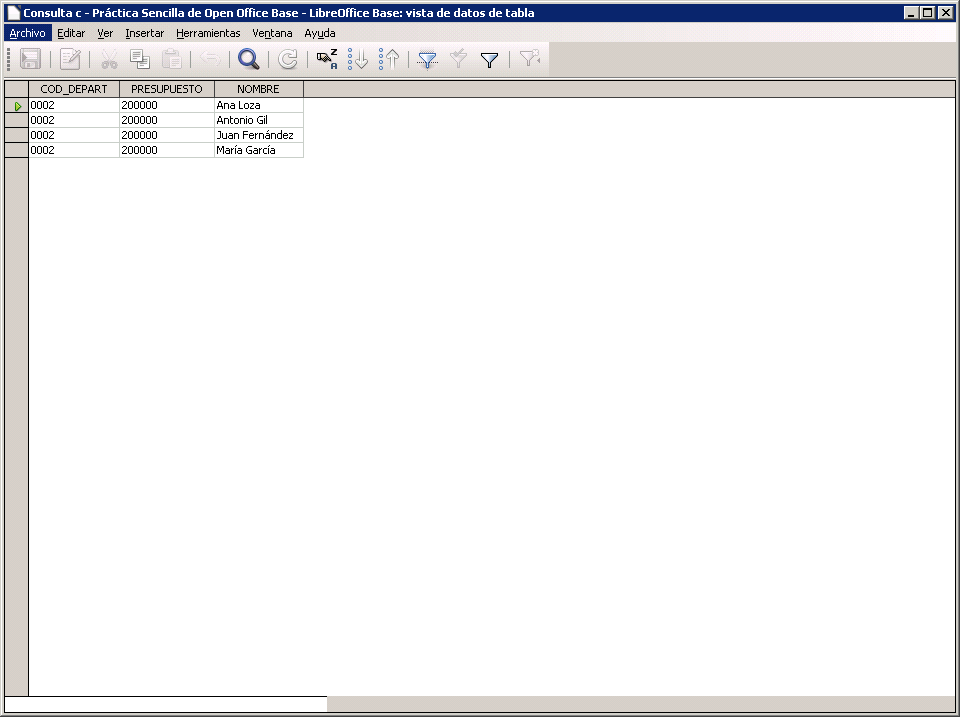 Consulta c - Práctica Sencilla de Open Office Base - LibreOffice Base: vista de datos de tabla
Archivo Editar Ver Insertar Herramientas Ventana Ayuda
COD_DEPART PRESUPUESTO NOMBRE
0002 200000 Ana Loza
0002 200000 Antonio Gil
0002 200000 Juan Fernández
0002 200000 María García